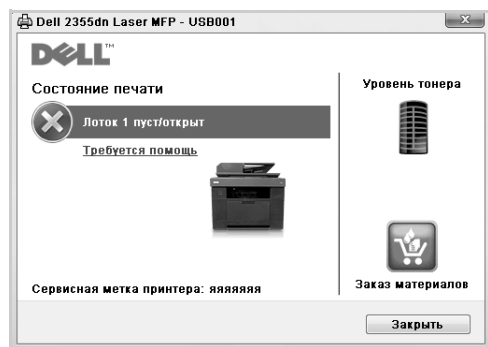 Dell 2355dn Laser MFP - USB001
DELL™
Состояние печати
Уровень тонера
Лоток 1 пуст/открыт
Требуется помощь
Сервисная метка принтера: яяяяяяя
Заказ материалов
Закрыть